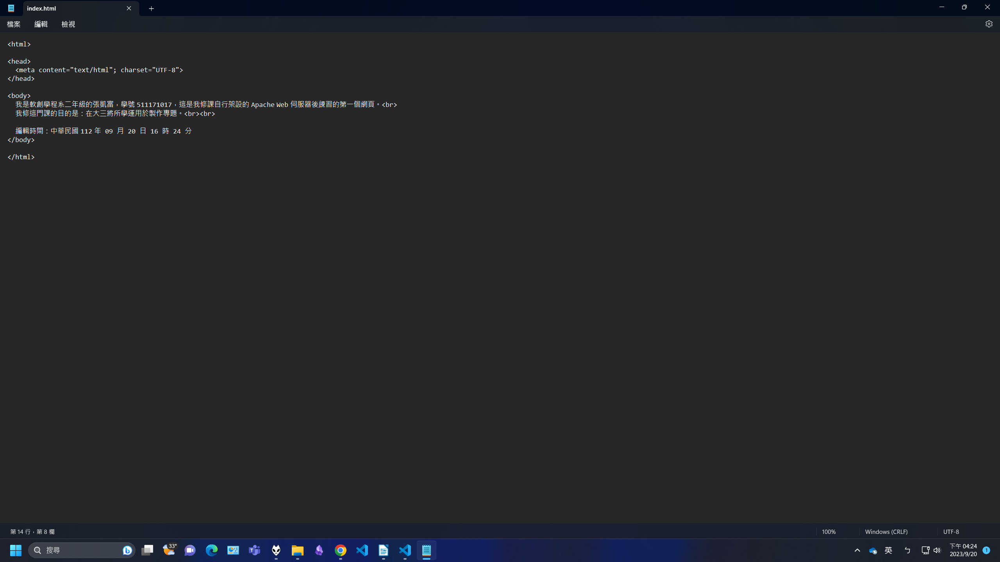 index.html
檔案 編輯 檢視
<html>
<head>
<meta content="text/html"; charset="UTF-8">
</head>
<body>
我是軟創學程系二年級的張凱富，學號 511171017，這是我修課自行架設的 Apache Web 伺服器後練習的第一個網頁。<br>
我修這門課的目的是：在大三將所學運用於製作專題。<br><br>
編輯時間：中華民國 112 年 09 月 20 日 16 時 24 分
</body>
</html>
第 14 行，第 8 欄 100% Windows (CRLF) UTF-8
搜尋 33° 英 ㄅ 下午 04:24
2023/9/20 1